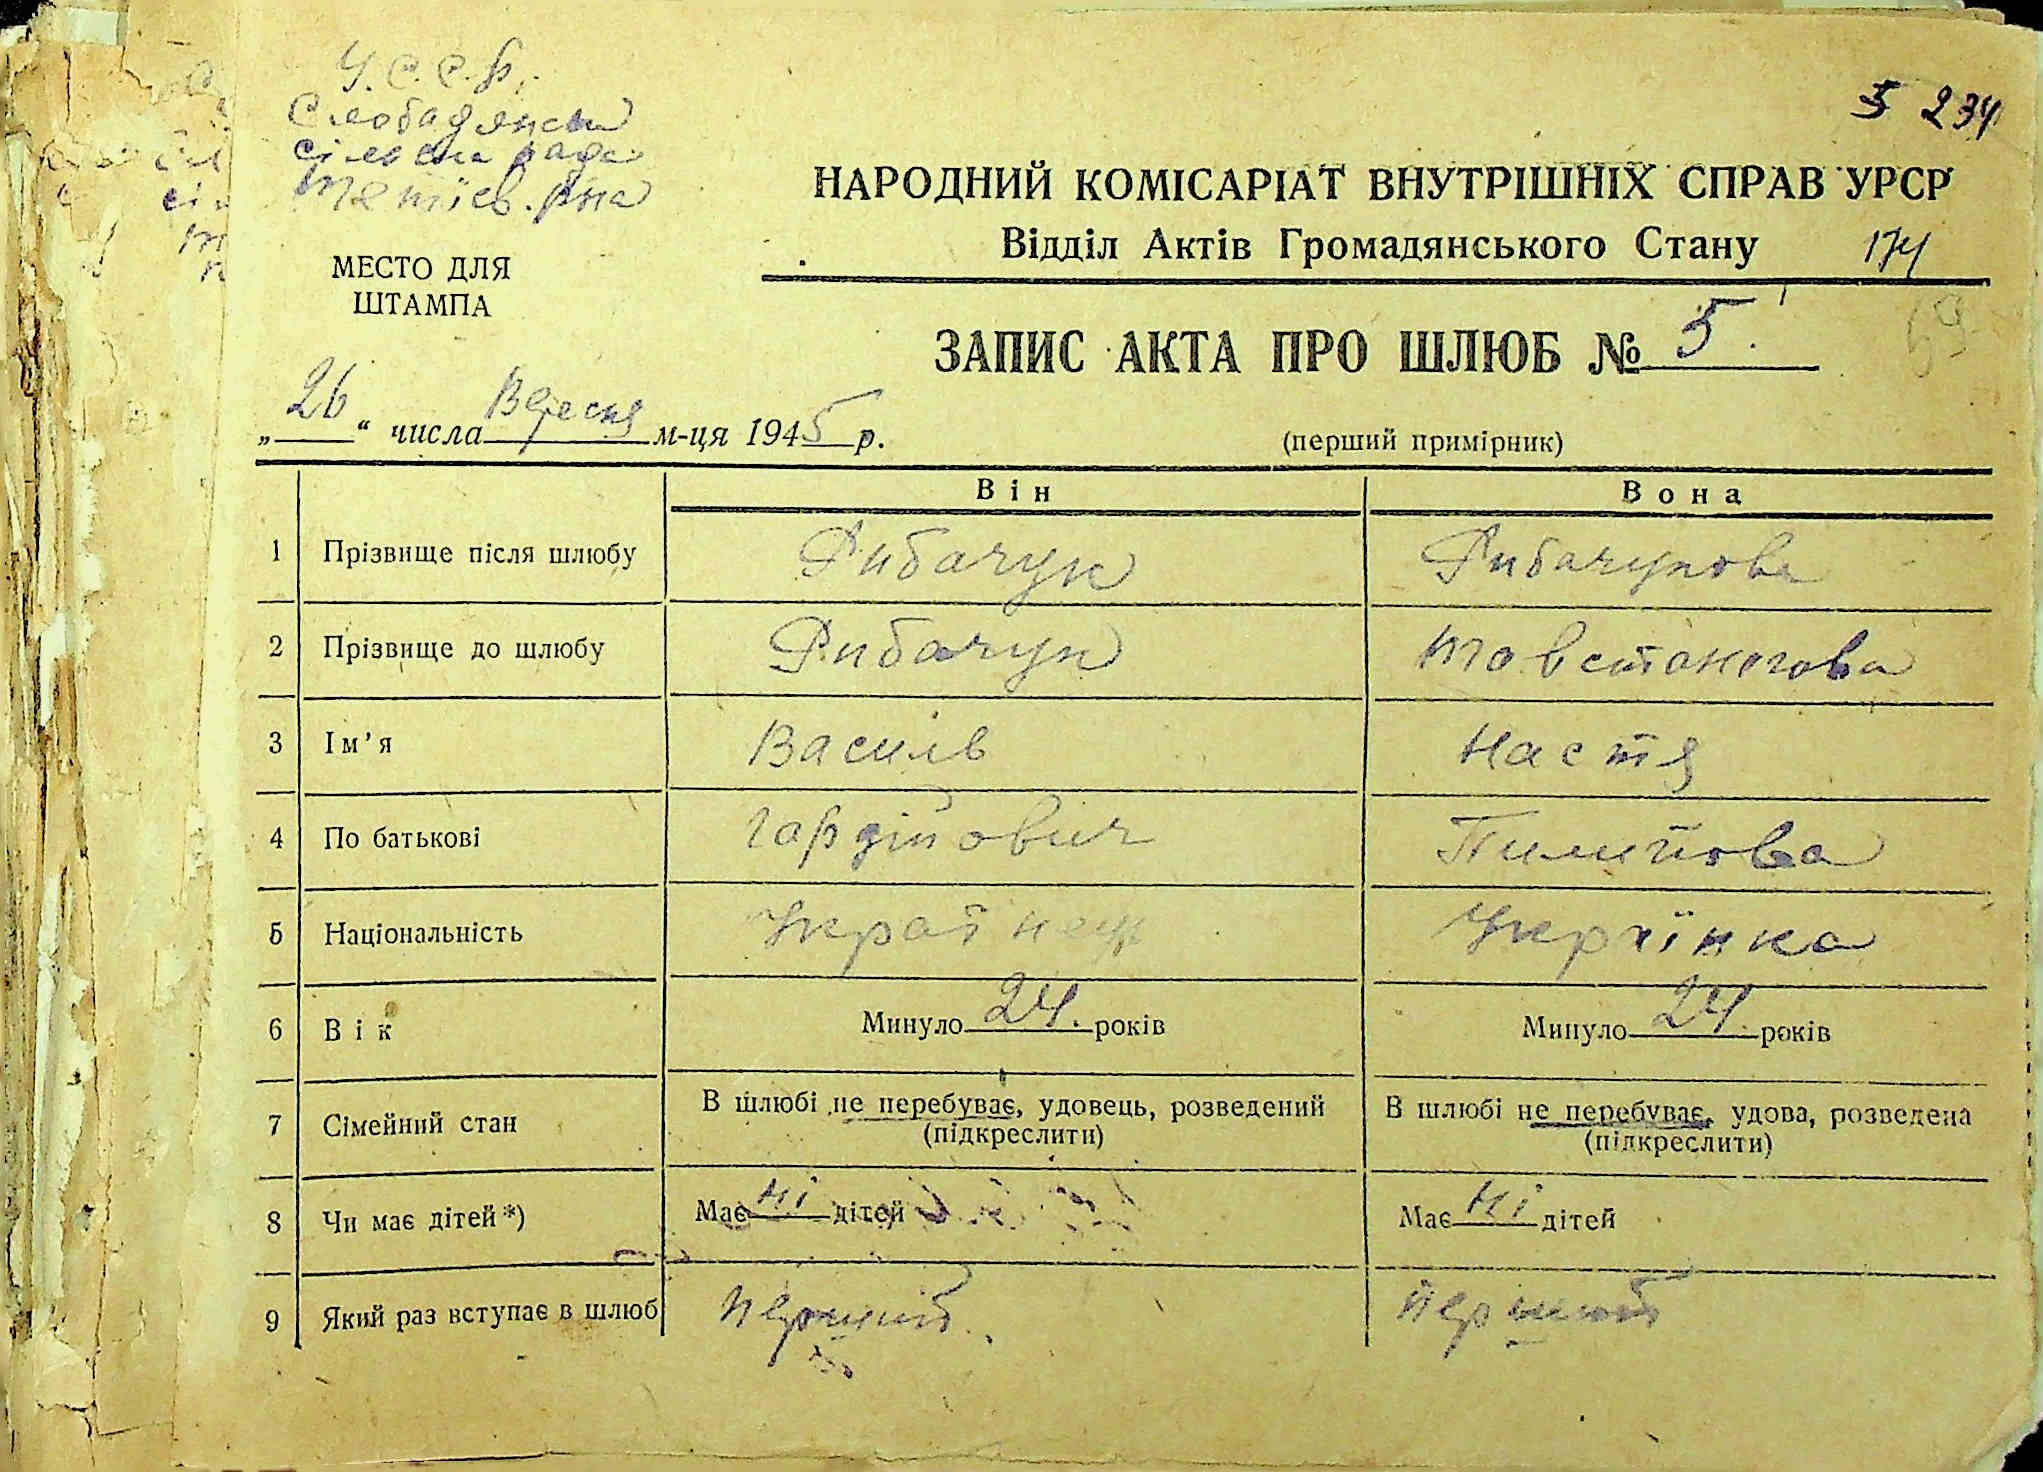 У.С.С.Р.
Слободянська
сільська рада
Тетіїв. р-на
5 234
НАРОДНИЙ КОМІСАРІАТ ВНУТРІШНІХ СПРАВ УРСР
Відділ Актів Громадянського Стану 174
МЕСТО ДЛЯ
ШТАМПА
69
ЗАПИС АКТА ПРО ШЛЮБ № 5
„26“ числа Вересня м-ця 1945 р.
(перший примірник)
Він Вона
1 Прізвище після шлюбу Рибачук Рибачукова
2 Прізвище до шлюбу Рибачук Товстоногова
3 Ім’я Василь Настя
4 По батькові Гордійович Пилипова
5 Національність Українець Українка
6 Вік Минуло 24 років Минуло 24 років
7 Сімейний стан В шлюбі не перебуває, удовець, розведений В шлюбі не перебуває, удова, розведена
(підкреслити) (підкреслити)
8 Чи має дітей*) Має ні дітей Має ні дітей
9 Який раз вступає в шлюб Перший Перший